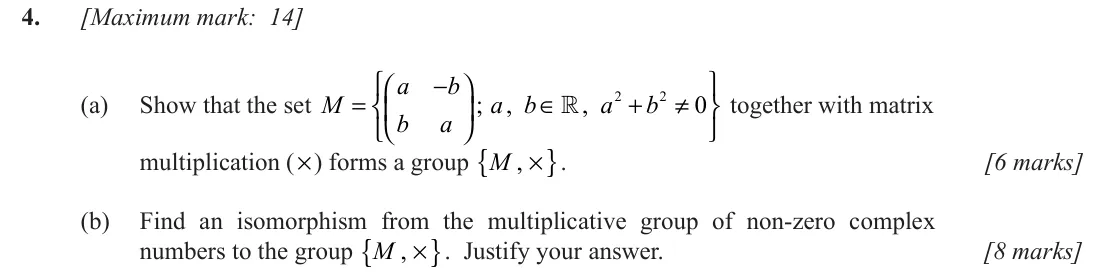 4. [Maximum mark: 14]
(a) Show that the set M = {( a −b ; b a ); a, b ∈ ℝ, a² + b² ≠ 0} together with matrix
multiplication (×) forms a group {M, ×}. [6 marks]
(b) Find an isomorphism from the multiplicative group of non-zero complex
numbers to the group {M, ×}. Justify your answer. [8 marks]